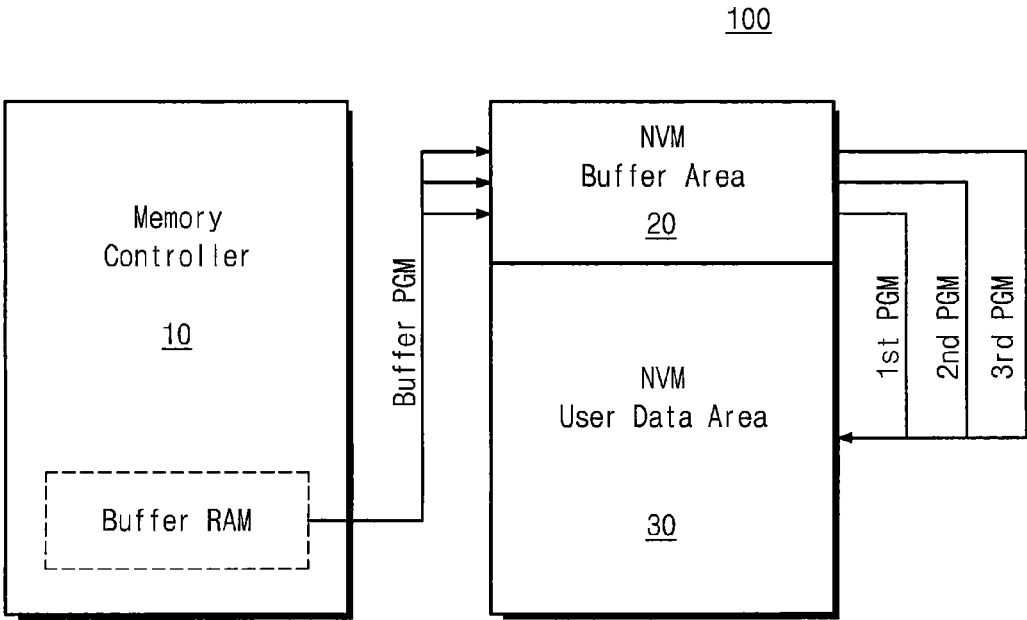 100
Memory
Controller
10
Buffer RAM
Buffer PGM
NVM
Buffer Area
20
NVM
User Data Area
30
1st PGM
2nd PGM
3rd PGM